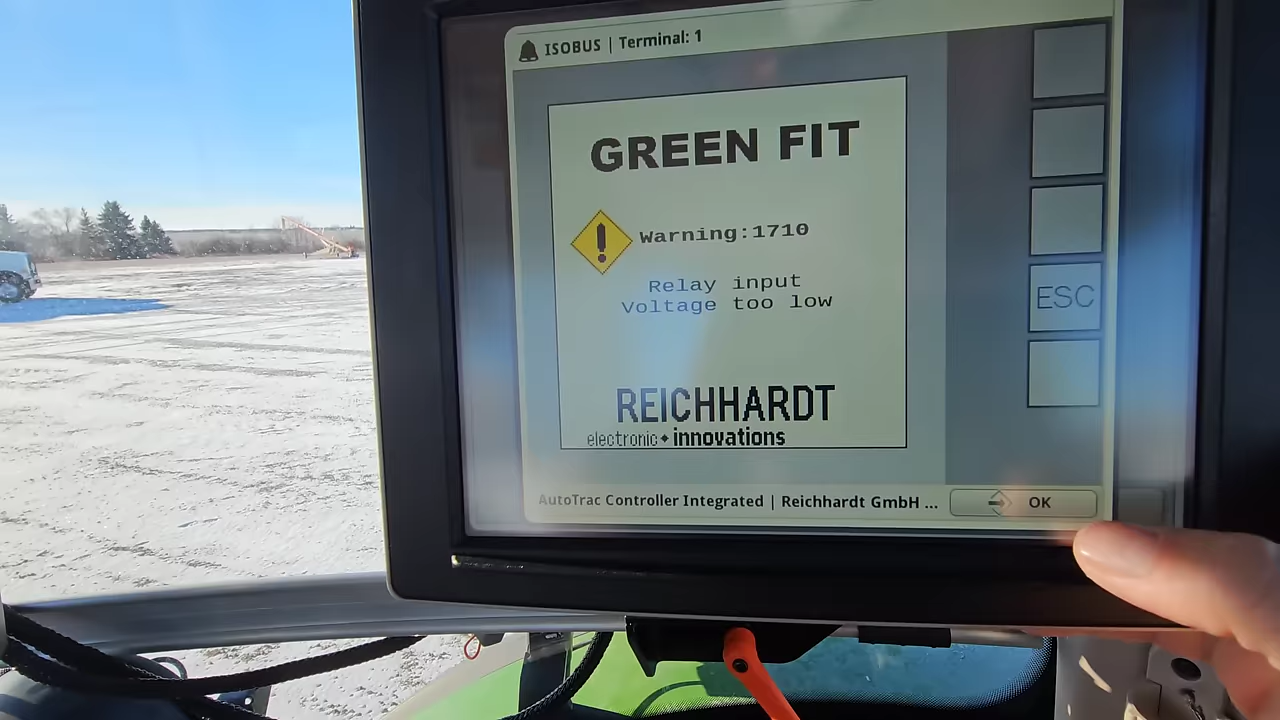 ISOBUS | Terminal: 1
GREEN FIT
Warning:1710
Relay input
Voltage too low
ESC
REICHHARDT
electronic innovations
AutoTrac Controller Integrated | Reichhardt GmbH ...
OK